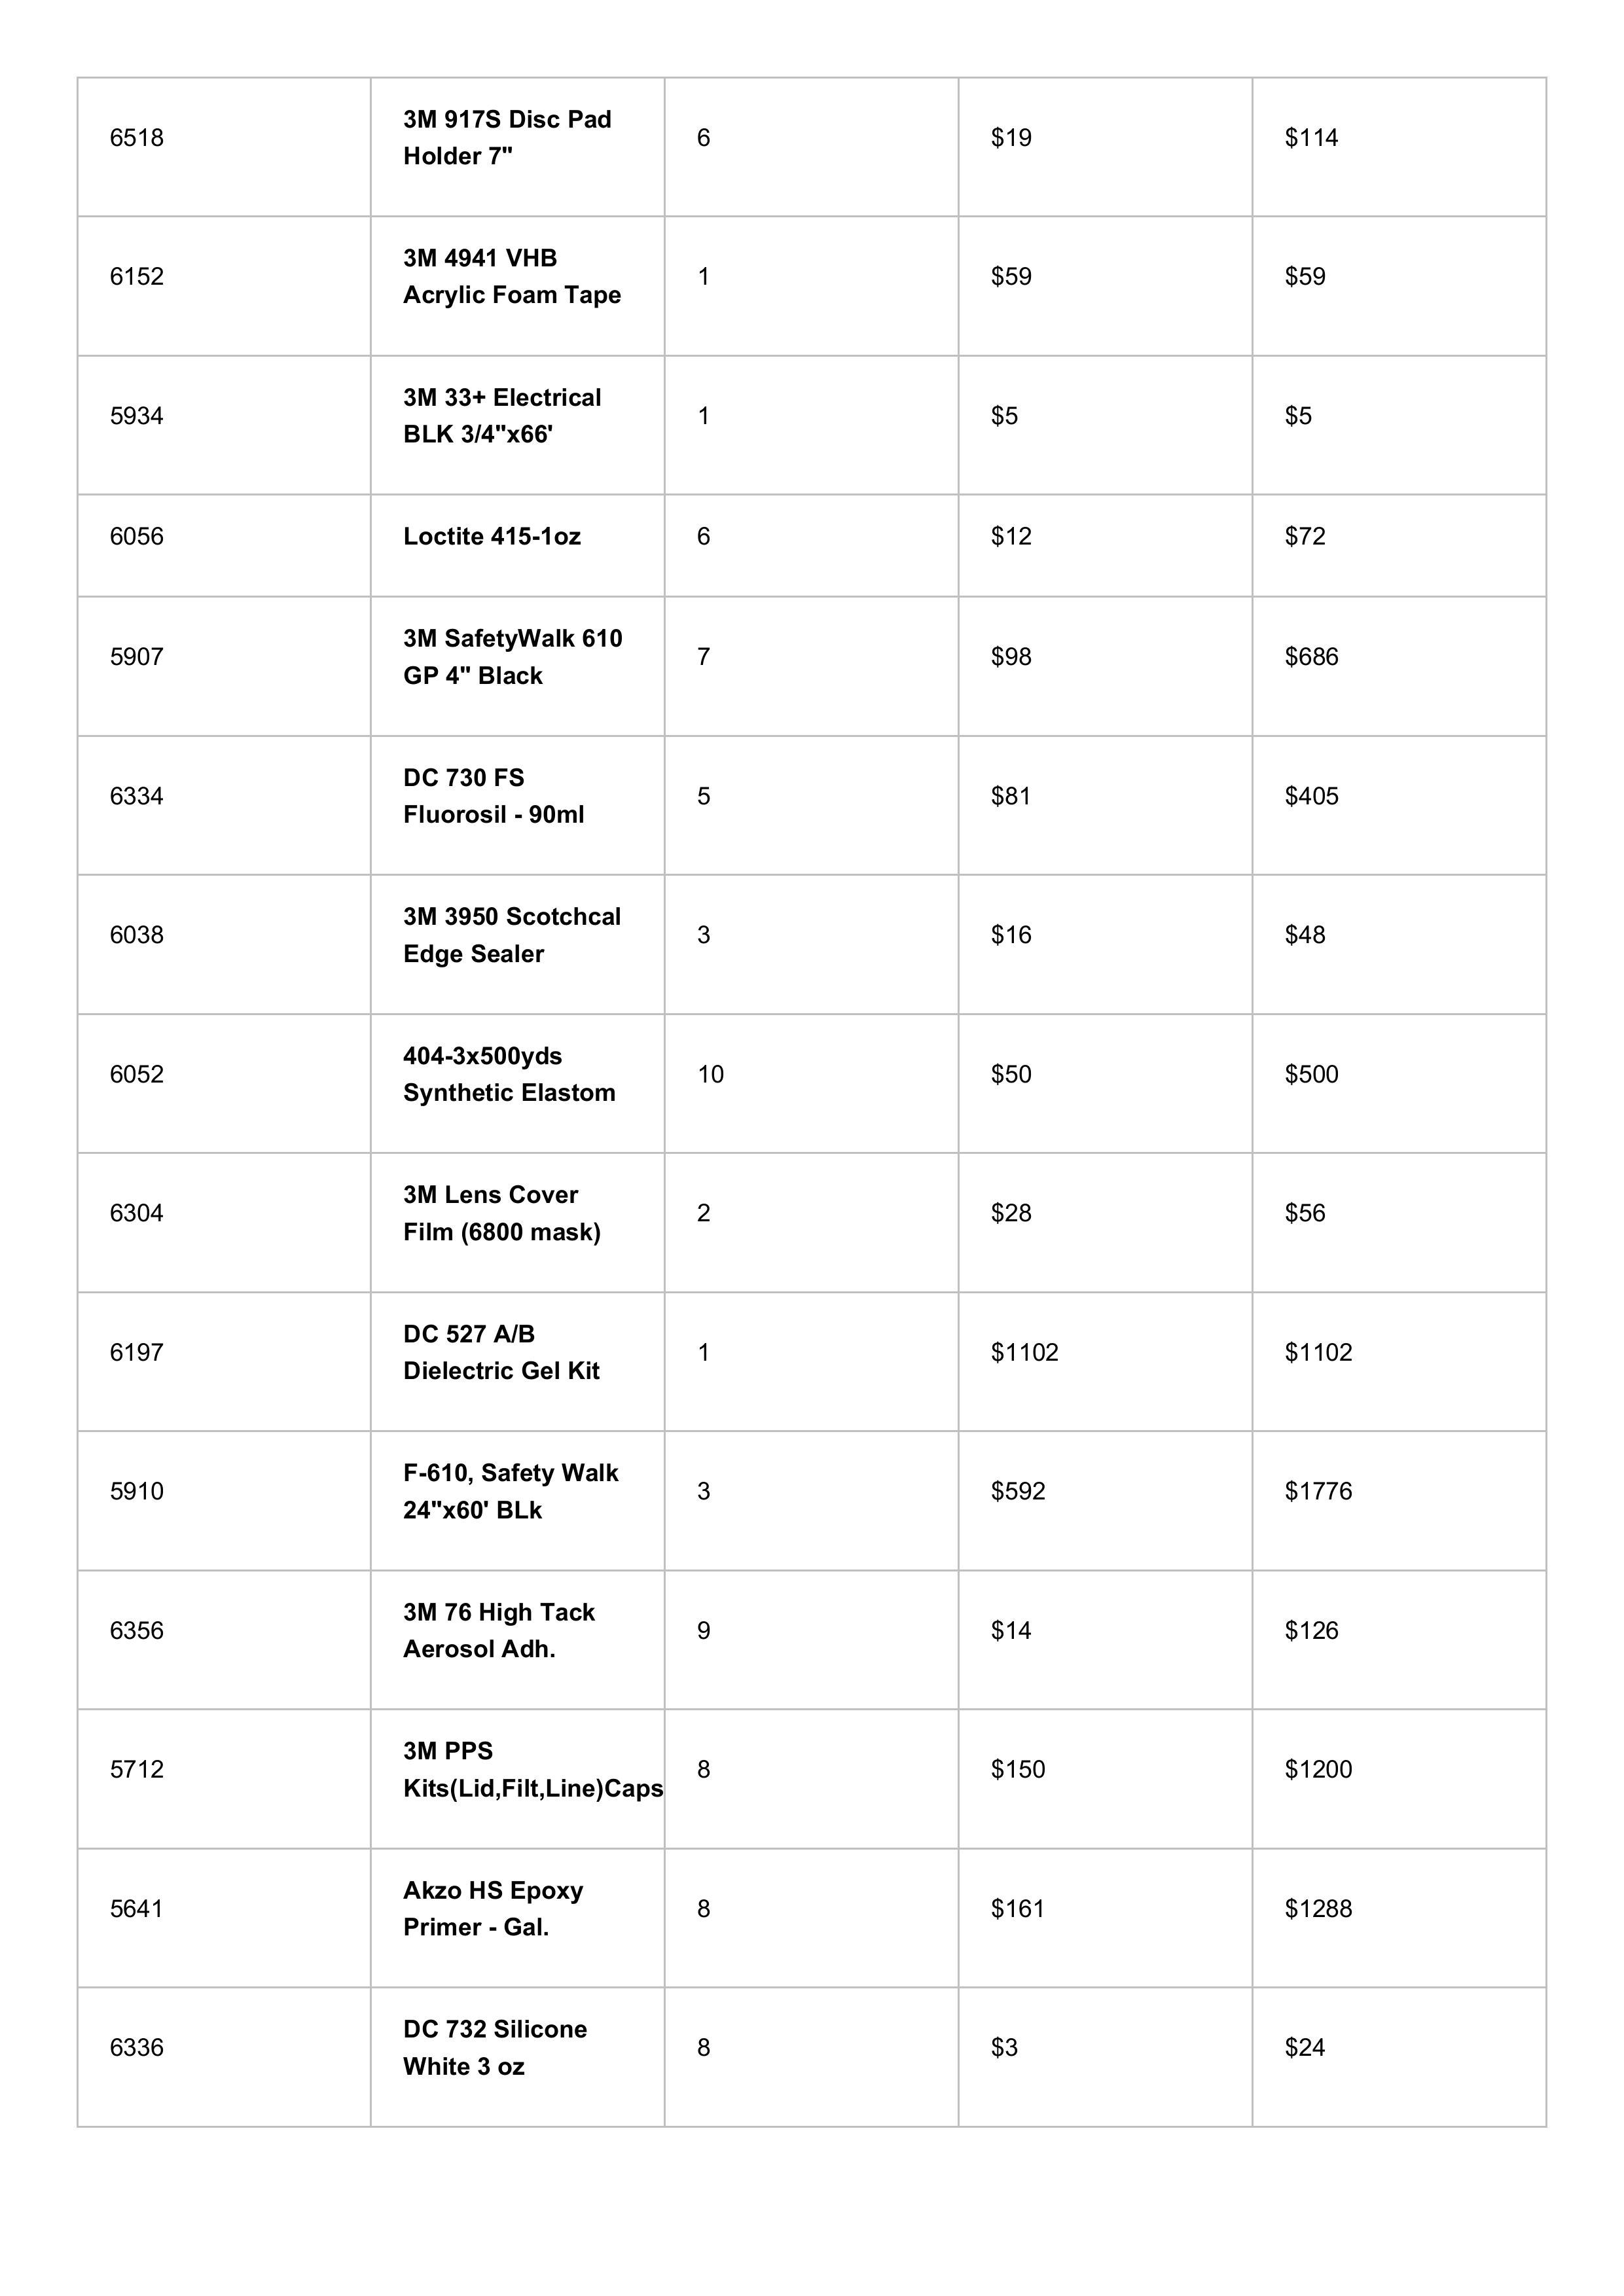 6518
3M 917S Disc Pad
Holder 7"
6
$19
$114
6152
3M 4941 VHB
Acrylic Foam Tape
1
$59
$59
5934
3M 33+ Electrical
BLK 3/4"x66'
1
$5
$5
6056
Loctite 415-1oz
6
$12
$72
5907
3M SafetyWalk 610
GP 4" Black
7
$98
$686
6334
DC 730 FS
Fluorosil - 90ml
5
$81
$405
6038
3M 3950 Scotchcal
Edge Sealer
3
$16
$48
6052
404-3x500yds
Synthetic Elastom
10
$50
$500
6304
3M Lens Cover
Film (6800 mask)
2
$28
$56
6197
DC 527 A/B
Dielectric Gel Kit
1
$1102
$1102
5910
F-610, Safety Walk
24"x60' BLk
3
$592
$1776
6356
3M 76 High Tack
Aerosol Adh.
9
$14
$126
5712
3M PPS
Kits(Lid,Filt,Line)Caps
8
$150
$1200
5641
Akzo HS Epoxy
Primer - Gal.
8
$161
$1288
6336
DC 732 Silicone
White 3 oz
8
$3
$24